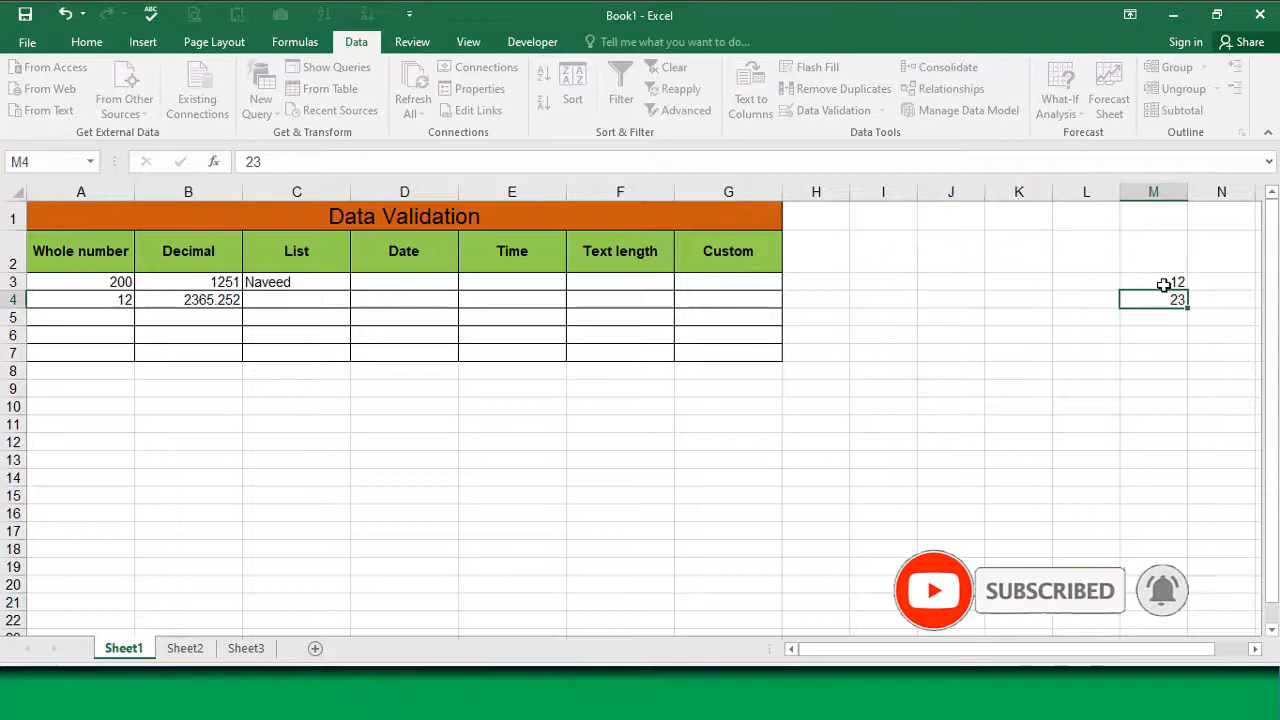 Book1 - Excel
File Home Insert Page Layout Formulas Data Review View Developer Tell me what you want to do... Sign in Share
From Access
From Web
From Text
From Other Sources
Existing Connections
Get External Data
New Query
Show Queries
From Table
Recent Sources
Get & Transform
Refresh All
Connections
Properties
Edit Links
Connections
A
Z
Z
A
Z A
A Z
Sort
Filter
Clear
Reapply
Advanced
Sort & Filter
Text to Columns
Flash Fill
Remove Duplicates
Data Validation
Consolidate
Relationships
Manage Data Model
Data Tools
What-If Analysis
Forecast Sheet
Forecast
Group
Ungroup
Subtotal
Outline
M4 fx 23
A B C D E F G H I J K L M N
1 Data Validation
2 Whole number Decimal List Date Time Text length Custom
3 200 1251 Naveed 12
4 12 2365.252 23
5
6
7
8
9
10
11
12
13
14
15
16
17
18
19
20
21
22
SUBSCRIBED
Sheet1 Sheet2 Sheet3